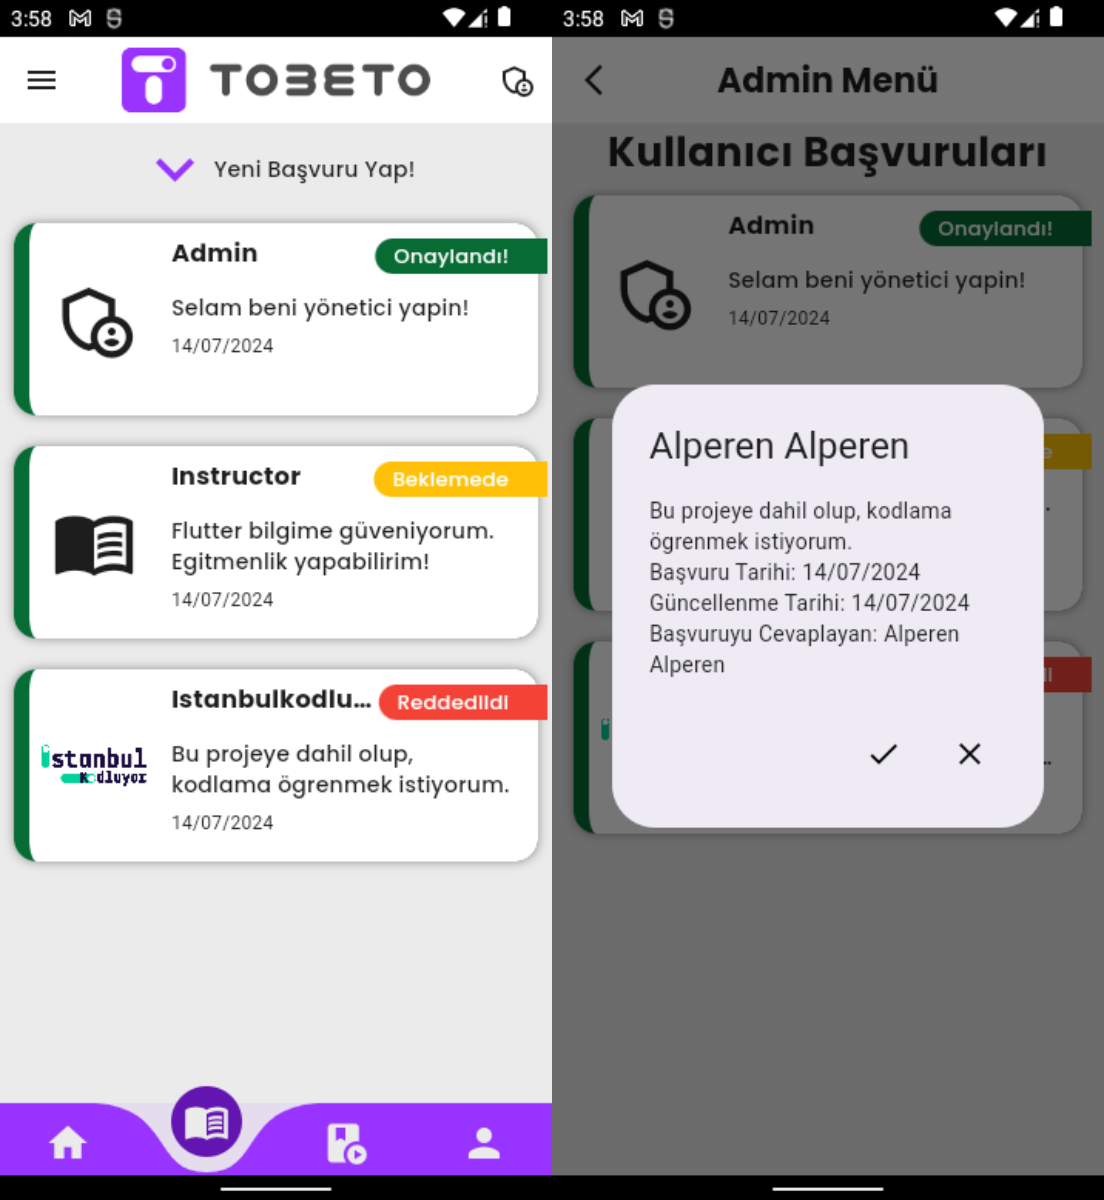 3:58
TOBETO
Yeni Başvuru Yap!
Admin
Onaylandı!
Selam beni yönetici yapin!
14/07/2024
Instructor
Beklemede
Flutter bilgime güveniyorum.
Egitmenlik yapabilirim!
14/07/2024
Istanbulkodlu...
Reddedildi
istanbul
Kodluyor
Bu projeye dahil olup,
kodlama ögrenmek istiyorum.
14/07/2024
3:58
Admin Menü
Kullanıcı Başvuruları
Admin
Onaylandı!
Selam beni yönetici yapin!
14/07/2024
Alperen Alperen
Bu projeye dahil olup, kodlama
ögrenmek istiyorum.
Başvuru Tarihi: 14/07/2024
Güncellenme Tarihi: 14/07/2024
Başvuruyu Cevaplayan: Alperen
Alperen